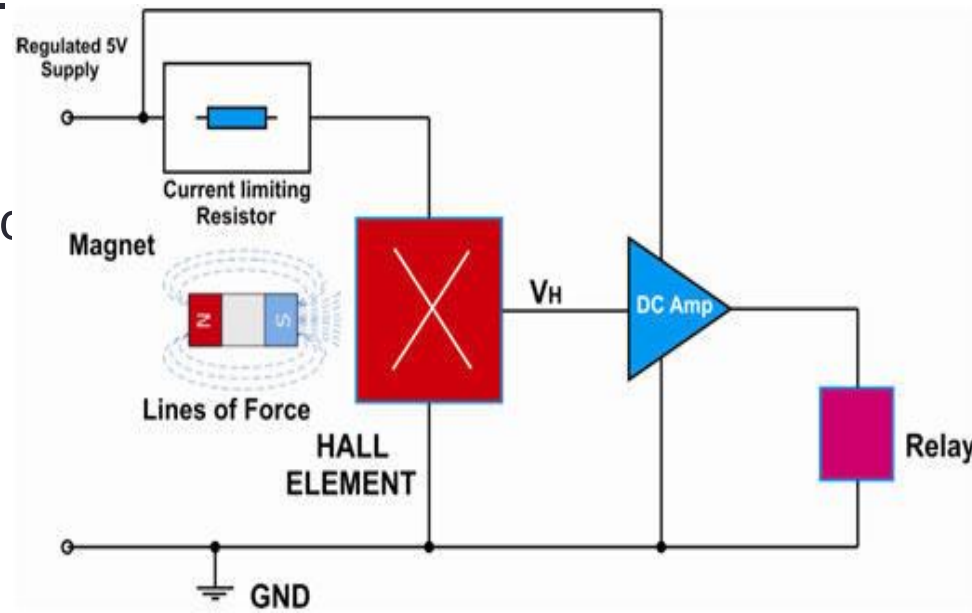 Regulated 5V
Supply
Current limiting
Resistor
Magnet
N
S
Lines of Force
HALL
ELEMENT
VH
DC Amp
Relay
GND